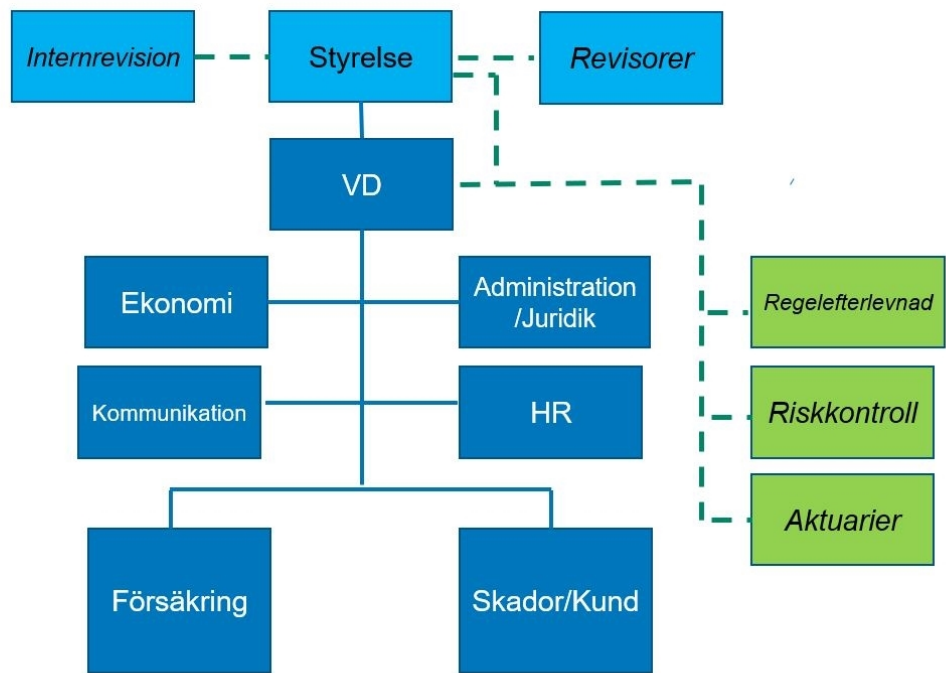 Internrevision
Styrelse
Revisorer
VD
Ekonomi
Administration
/Juridik
Regelefterlevnad
Kommunikation
HR
Riskkontroll
Aktuarier
Försäkring
Skador/Kund